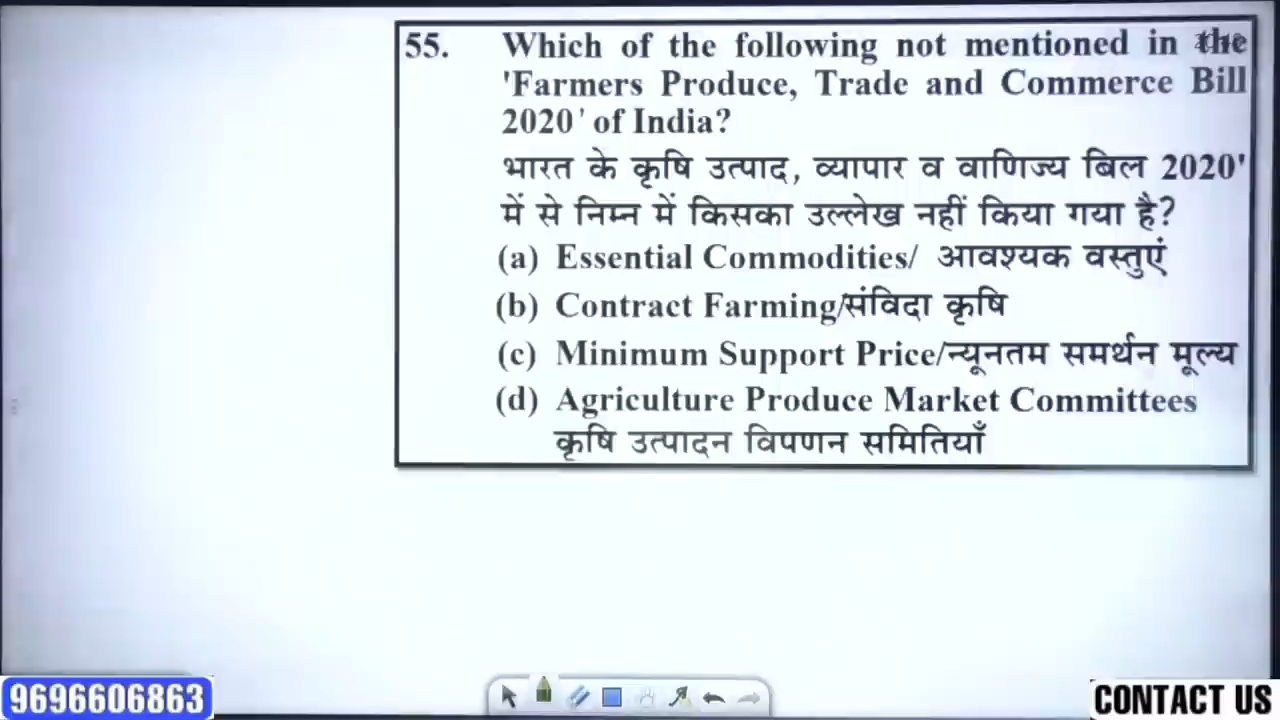 55. Which of the following not mentioned in the
'Farmers Produce, Trade and Commerce Bill
2020' of India?
भारत के कृषि उत्पाद, व्यापार व वाणिज्य बिल 2020'
में से निम्न में किसका उल्लेख नहीं किया गया है?
(a) Essential Commodities/ आवश्यक वस्तुएं
(b) Contract Farming/संविदा कृषि
(c) Minimum Support Price/न्यूनतम समर्थन मूल्य
(d) Agriculture Produce Market Committees
कृषि उत्पादन विपणन समितियाँ
9696606863
CONTACT US